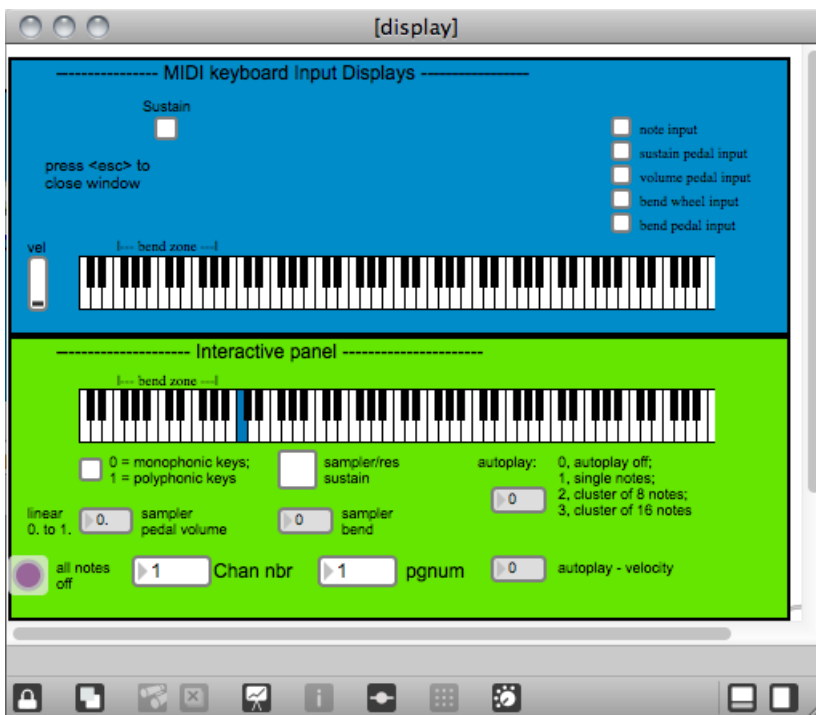 [display]
---------------- MIDI keyboard Input Displays -----------------
Sustain
note input
sustain pedal input
press <esc> to
close window
volume pedal input
bend wheel input
bend pedal input
vel
I--- bend zone ---I
--------------------- Interactive panel ----------------------
I--- bend zone ---I
0 = monophonic keys;
1 = polyphonic keys
sampler/res
sustain
autoplay:
0, autoplay off;
1, single notes;
2, cluster of 8 notes;
3, cluster of 16 notes
0
linear
0. to 1.
0.
sampler
pedal volume
0
sampler
bend
all notes
off
1
Chan nbr
1
pgnum
0
autoplay - velocity